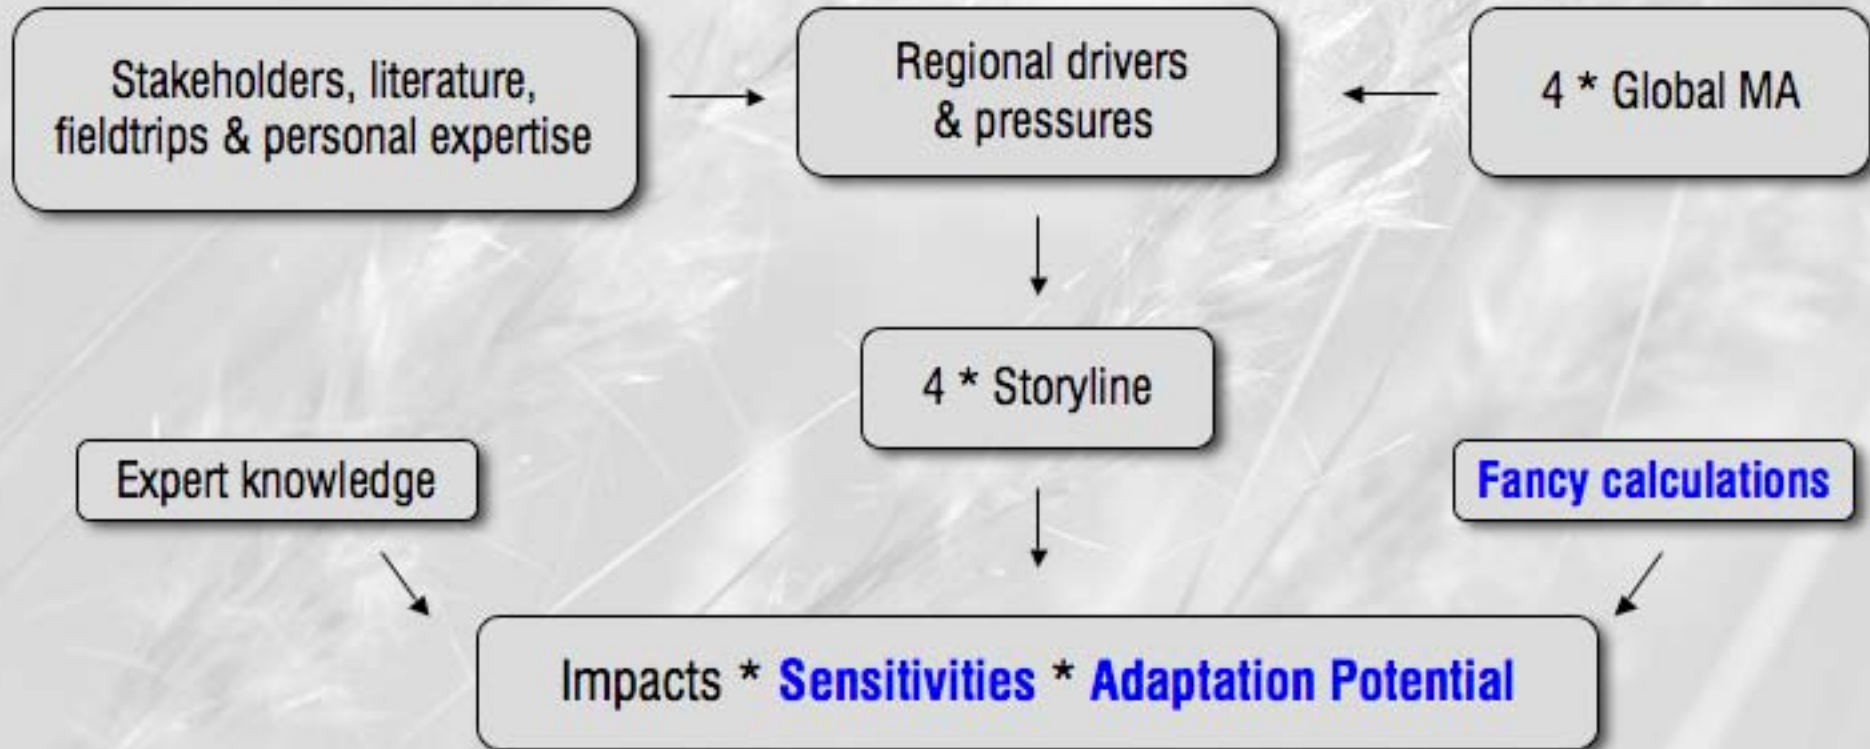 Stakeholders, literature,
fieldtrips & personal expertise
Regional drivers
& pressures
4 * Global MA
4 * Storyline
Expert knowledge
Fancy calculations
Impacts * Sensitivities * Adaptation Potential